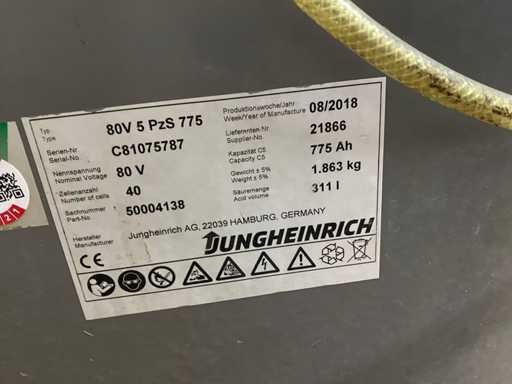 Typ
Type
80V 5 PzS 775
Produktionswoche/Jahr
Week/Year of Manufacture
08/2018
Serien-Nr
Serial-No.
C81075787
Lieferanten-Nr
Supplier-No.
21866
Nennspannung
Nominal Voltage
80 V
Kapazität C5
Capacity C5
775 Ah
Zellenanzahl
Number of cells
40
Gewicht ± 5%
Weight ± 5%
1.863 kg
Sachnummer
Part-No.
50004138
Säuremenge
Acid volume
311 l
Hersteller
Manufacturer
Jungheinrich AG, 22039 HAMBURG, GERMANY
JUNGHEINRICH
CE
Pb